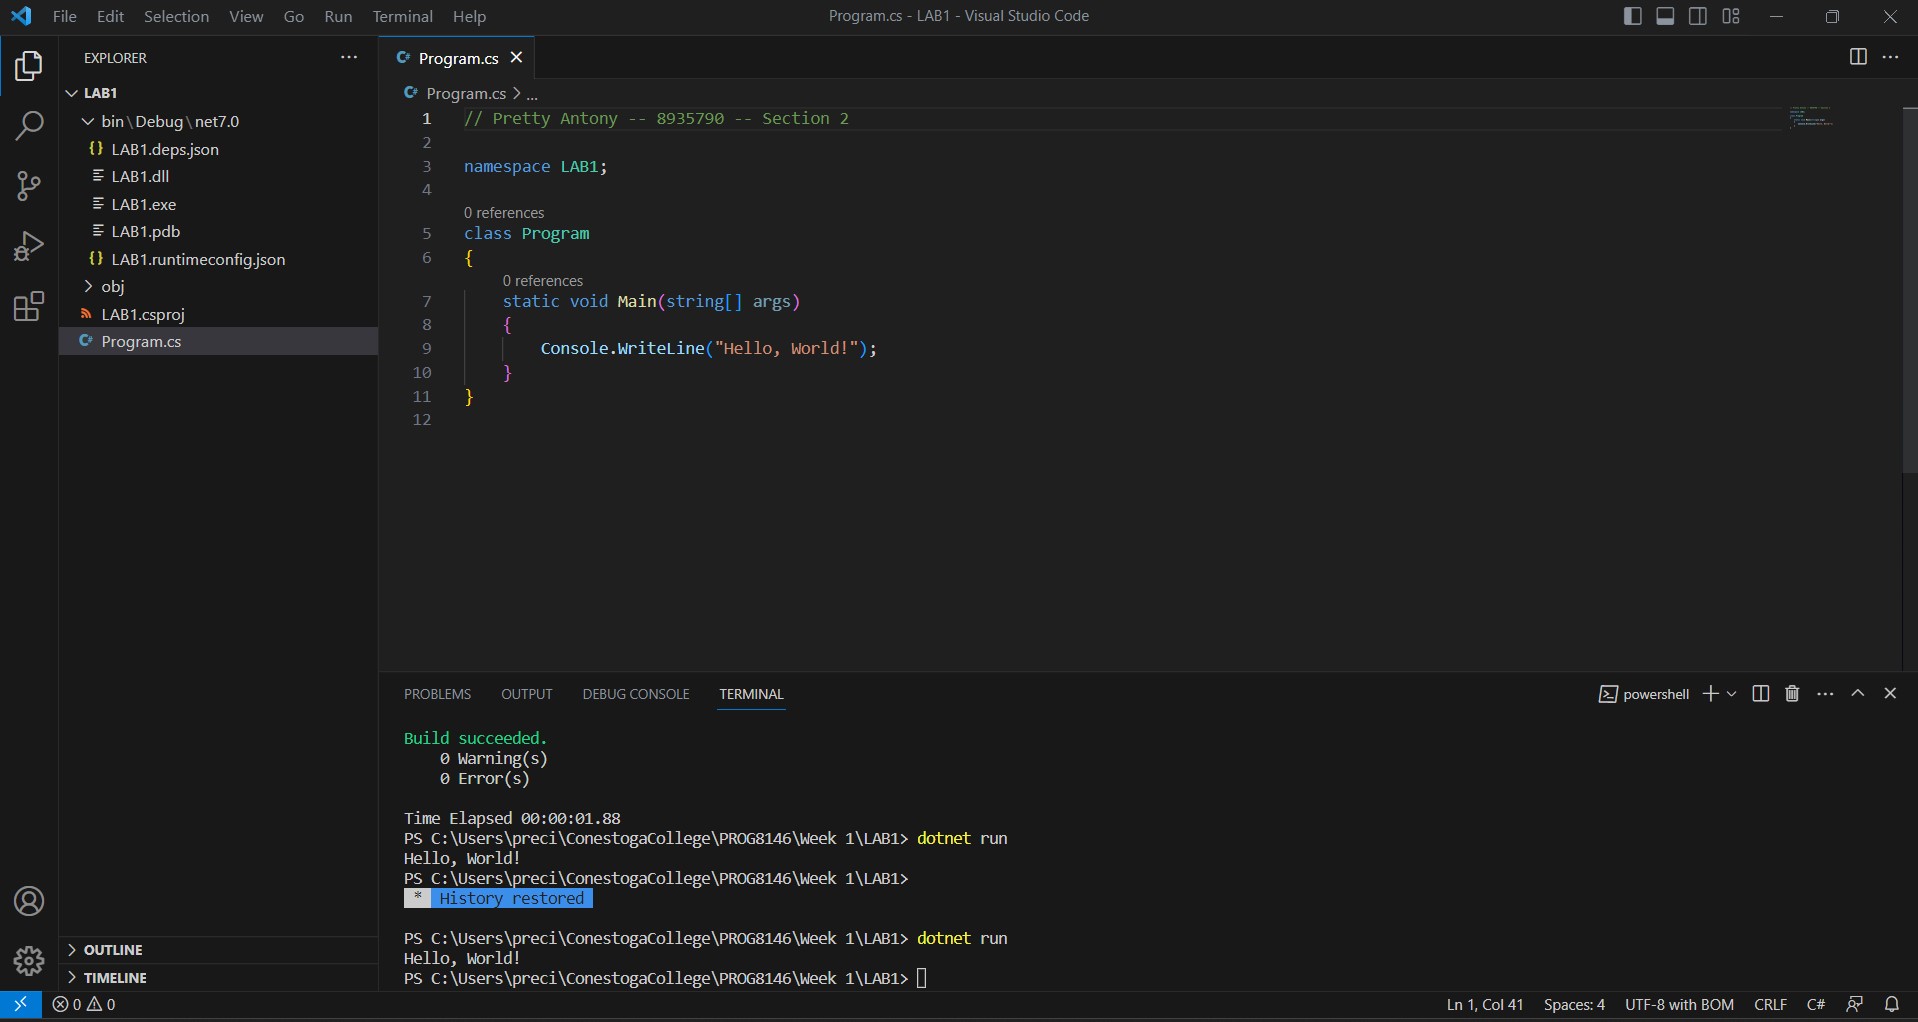 File Edit Selection View Go Run Terminal Help
Program.cs - LAB1 - Visual Studio Code
EXPLORER
LAB1
bin\Debug\net7.0
{} LAB1.deps.json
LAB1.dll
LAB1.exe
LAB1.pdb
{} LAB1.runtimeconfig.json
obj
LAB1.csproj
C# Program.cs
OUTLINE
TIMELINE
C# Program.cs
C# Program.cs > ...
1 // Pretty Antony -- 8935790 -- Section 2
2
3 namespace LAB1;
4
0 references
5 class Program
6 {
0 references
7 static void Main(string[] args)
8 {
9 Console.WriteLine("Hello, World!");
10 }
11 }
12
PROBLEMS OUTPUT DEBUG CONSOLE TERMINAL
powershell
Build succeeded.
0 Warning(s)
0 Error(s)
Time Elapsed 00:00:01.88
PS C:\Users\preci\ConestogaCollege\PROG8146\Week 1\LAB1> dotnet run
Hello, World!
PS C:\Users\preci\ConestogaCollege\PROG8146\Week 1\LAB1>
* History restored
PS C:\Users\preci\ConestogaCollege\PROG8146\Week 1\LAB1> dotnet run
Hello, World!
PS C:\Users\preci\ConestogaCollege\PROG8146\Week 1\LAB1>
0 0
Ln 1, Col 41 Spaces: 4 UTF-8 with BOM CRLF C#